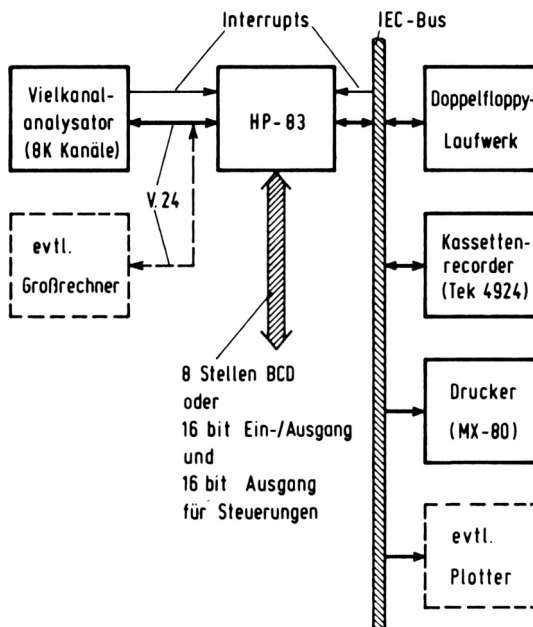 Interrupts
IEC-Bus
Vielkanal-
analysator
(8K Kanäle)
HP-83
Doppelfloppy-
Laufwerk
V.24
evtl.
Großrechner
Kassetten-
recorder
(Tek 4924)
8 Stellen BCD
oder
16 bit Ein-/Ausgang
und
16 bit Ausgang
für Steuerungen
Drucker
(MX-80)
evtl.
Plotter